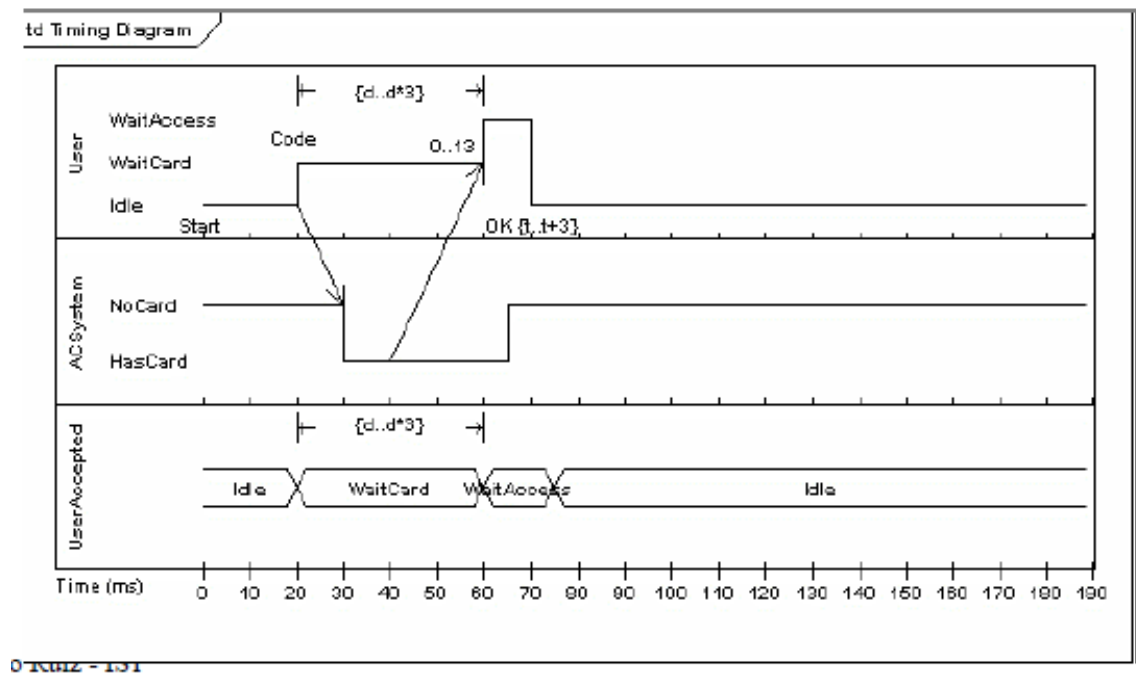 td Timing Diagram
{d..d*3}
WaitAccess
Code
0..13
User
WaitCard
Idle
Start
OK {t..t+3}
ACSystem
NoCard
HasCard
{d..d*3}
UserAccepted
Idle
WaitCard
WaitAccess
Idle
Time (ms)
0 10 20 30 40 50 60 70 80 90 100 110 120 130 140 150 160 170 180 190